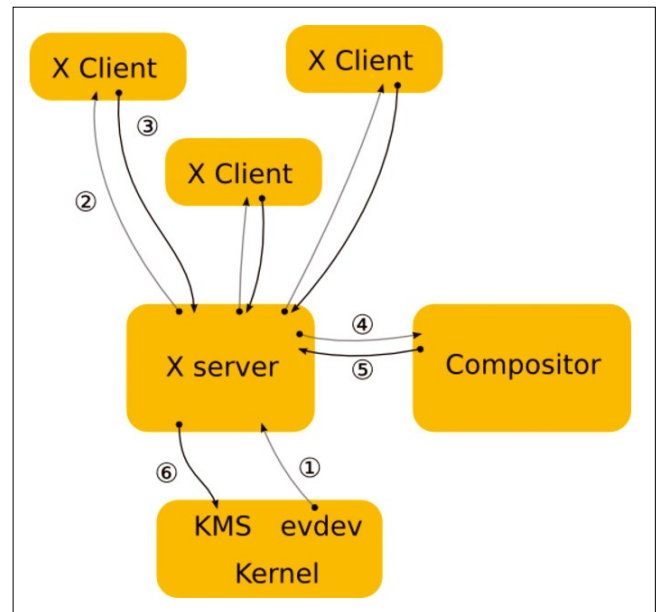 X Client
X Client
③
X Client
②
④
X server
Compositor
⑤
⑥
①
KMS evdev
Kernel